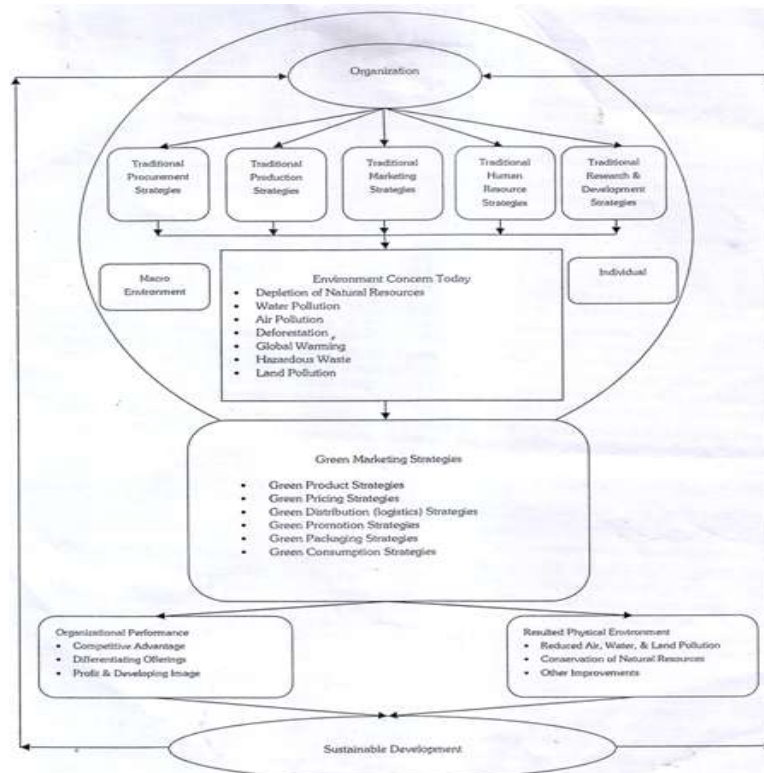 Organization
Traditional
Procurement
Strategies
Traditional
Production
Strategies
Traditional
Marketing
Strategies
Traditional
Human
Resource
Strategies
Traditional
Research &
Development
Strategies
Macro
Environment
Environment Concern Today
• Depletion of Natural Resources
• Water Pollution
• Air Pollution
• Deforestation
• Global Warming
• Hazardous Waste
• Land Pollution
Individual
Green Marketing Strategies
• Green Product Strategies
• Green Pricing Strategies
• Green Distribution (logistics) Strategies
• Green Promotion Strategies
• Green Packaging Strategies
• Green Consumption Strategies
Organizational Performance
• Competitive Advantage
• Differentiating Offerings
• Profit & Developing Image
Resulted Physical Environment
• Reduced Air, Water, & Land Pollution
• Conservation of Natural Resources
• Other Improvements
Sustainable Development